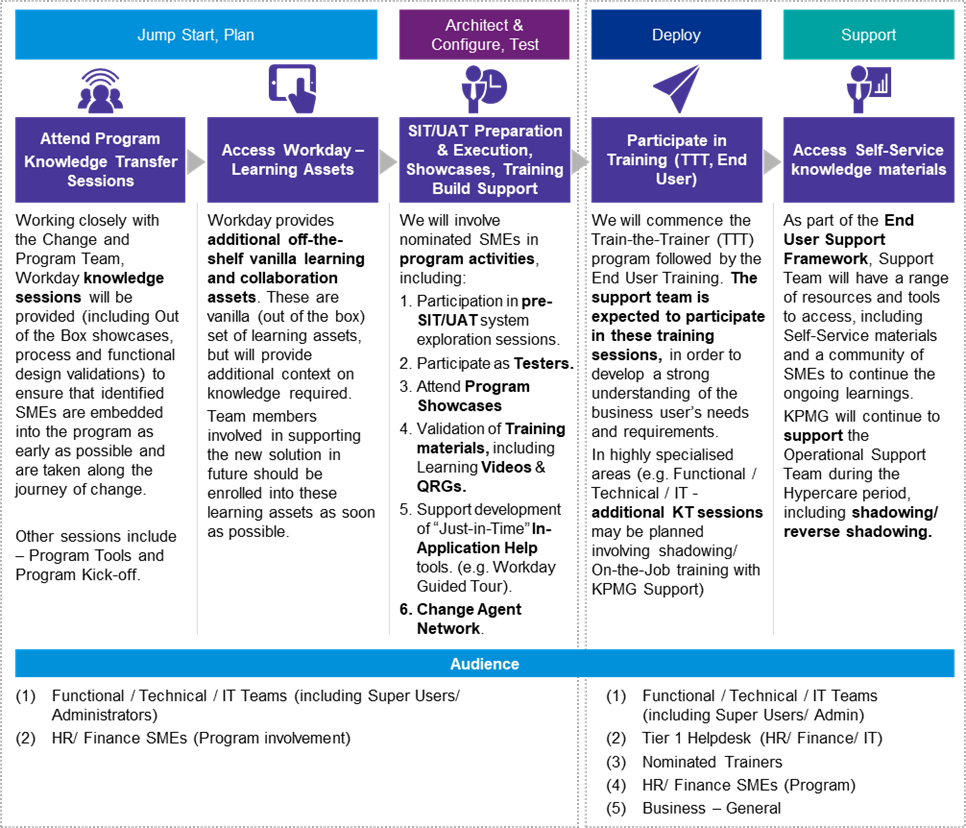 Jump Start, Plan
Architect &
Configure, Test
Deploy
Support
Attend Program
Knowledge Transfer
Sessions
Access Workday –
Learning Assets
SIT/UAT Preparation
& Execution,
Showcases, Training
Build Support
Participate in
Training (TTT, End
User)
Access Self-Service
knowledge materials
Working closely with
the Change and
Program Team,
Workday knowledge
sessions will be
provided (including Out
of the Box showcases,
process and functional
design validations) to
ensure that identified
SMEs are embedded
into the program as
early as possible and
are taken along the
journey of change.
Other sessions include
– Program Tools and
Program Kick-off.
Workday provides
additional off-the-
shelf vanilla learning
and collaboration
assets. These are
vanilla (out of the box)
set of learning assets,
but will provide
additional context on
knowledge required.
Team members
involved in supporting
the new solution in
future should be
enrolled into these
learning assets as soon
as possible.
We will involve
nominated SMEs in
program activities,
including:
1. Participation in pre-
SIT/UAT system
exploration sessions.
2. Participate as Testers.
3. Attend Program
Showcases
4. Validation of Training
materials, including
Learning Videos &
QRGs.
5. Support development
of “Just-in-Time” In-
Application Help
tools. (e.g. Workday
Guided Tour).
6. Change Agent
Network.
We will commence the
Train-the-Trainer (TTT)
program followed by the
End User Training. The
support team is
expected to participate
in these training
sessions, in order to
develop a strong
understanding of the
business user’s needs
and requirements.
In highly specialised
areas (e.g. Functional /
Technical / IT -
additional KT sessions
may be planned
involving shadowing/
On-the-Job training with
KPMG Support)
As part of the End
User Support
Framework, Support
Team will have a range
of resources and tools
to access, including
Self-Service materials
and a community of
SMEs to continue the
ongoing learnings.
KPMG will continue to
support the
Operational Support
Team during the
Hypercare period,
including shadowing/
reverse shadowing.
Audience
(1) Functional / Technical / IT Teams (including Super Users/
Administrators)
(2) HR/ Finance SMEs (Program involvement)
(1) Functional / Technical / IT Teams
(including Super Users/ Admin)
(2) Tier 1 Helpdesk (HR/ Finance/ IT)
(3) Nominated Trainers
(4) HR/ Finance SMEs (Program)
(5) Business – General